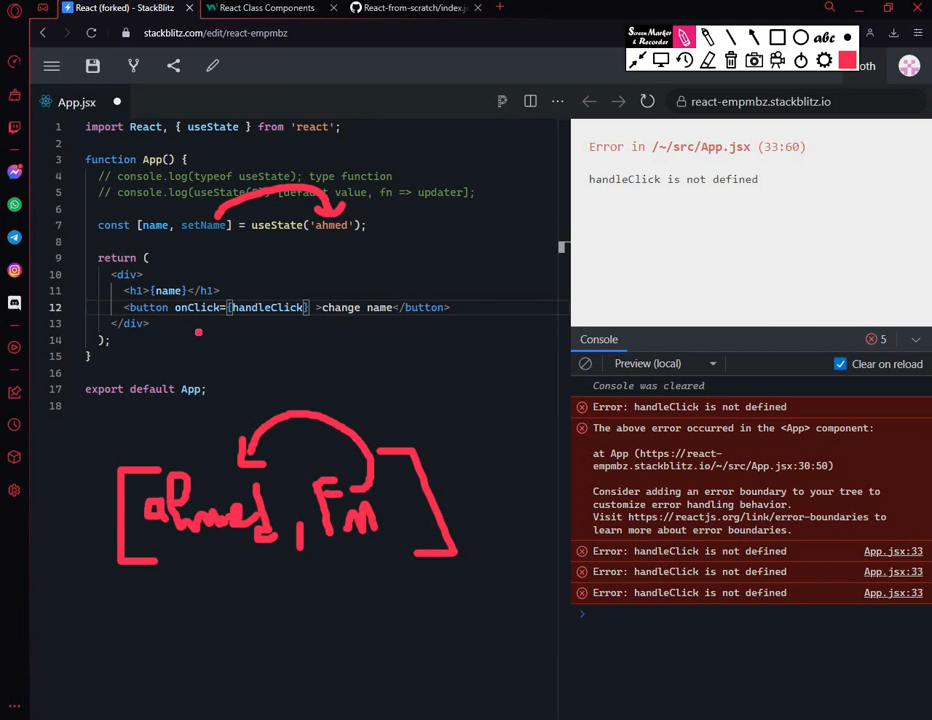 React (forked) - StackBlitz
React Class Components
React-from-scratch/index.js
stackblitz.com/edit/react-empmbz
Screen Marker
& Recorder
abc
oth
App.jsx
react-empmbz.stackblitz.io
1 import React, { useState } from 'react';
2
3 function App() {
4 // console.log(typeof useState); type function
5 // console.log(useState( [default value, fn => updater];
6
7 const [name, setName] = useState('ahmed');
8
9 return (
10 <div>
11 <h1>{name}</h1>
12 <button onClick={handleClick} >change name</button>
13 </div>
14 );
15 }
16
17 export default App;
18
[ahmed, Fn]
Error in /~/src/App.jsx (33:60)
handleClick is not defined
Console
5
Preview (local)
Clear on reload
Console was cleared
Error: handleClick is not defined
The above error occurred in the <App> component:
at App (https://react-
empmbz.stackblitz.io/~/src/App.jsx:30:50)
Consider adding an error boundary to your tree to
customize error handling behavior.
Visit https://reactjs.org/link/error-boundaries to
learn more about error boundaries.
Error: handleClick is not defined App.jsx:33
Error: handleClick is not defined App.jsx:33
Error: handleClick is not defined App.jsx:33